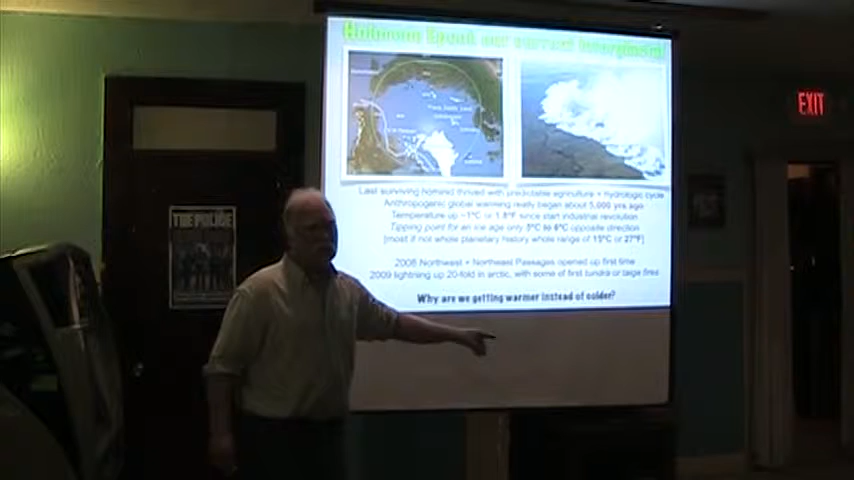 Last surviving hominid thrived with predictable agriculture + hydrologic cycle
Anthropogenic global warming really began about 5,000 yrs ago
Temperature up ~1°C or 1.8°F since start industrial revolution
Tipping point for an ice age only 5°C to 6°C opposite direction
[most if not whole planetary history whole range of 15°C or 27°F]
2008 Northwest + Northeast Passages opened up first time
2009 lightning up 20-fold in arctic, with some of first tundra or taiga fires
Why are we getting warmer instead of colder?
EXIT
THE POLICE